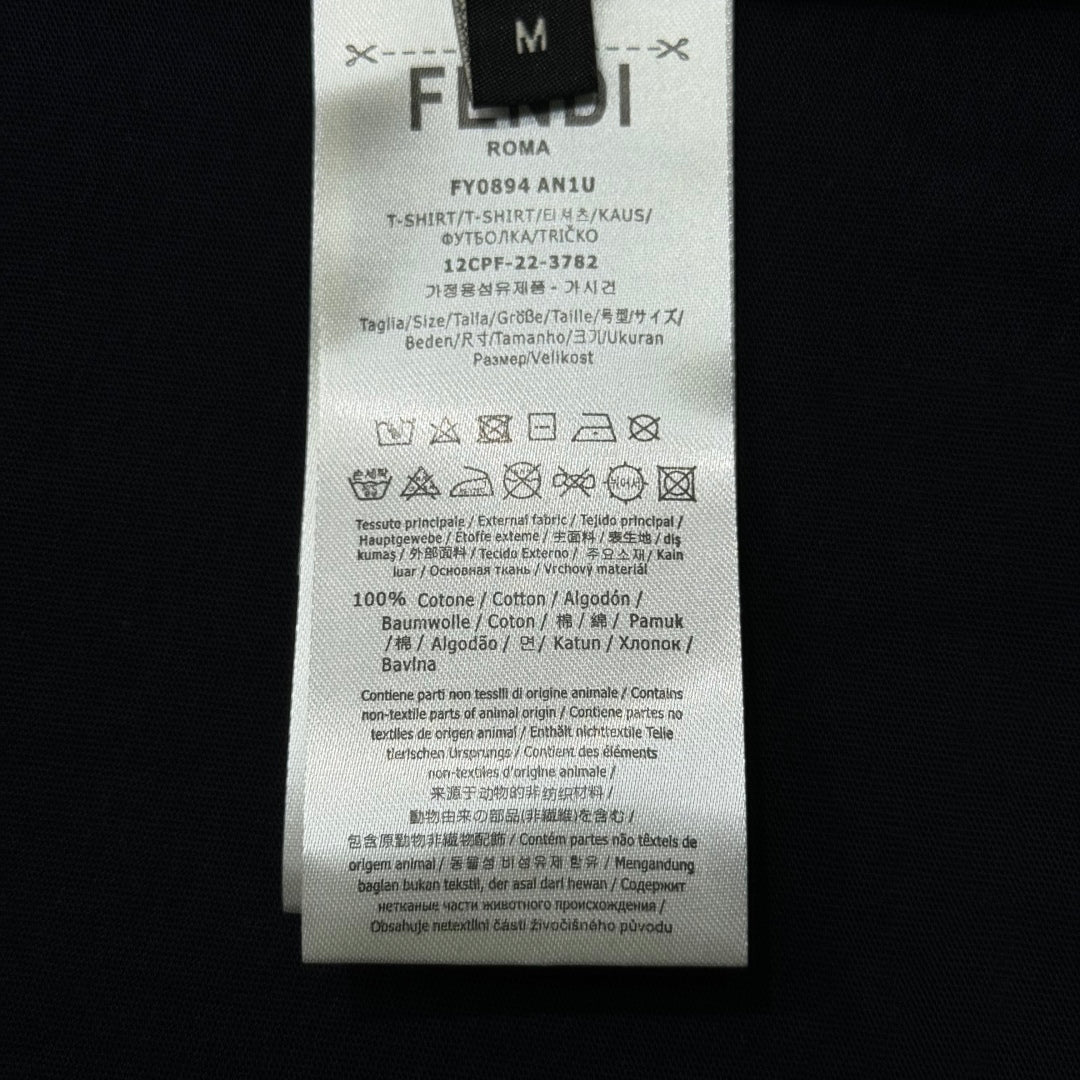 M
FENDI
ROMA
FY0894 AN1U
T-SHIRT/T-SHIRT/티셔츠/KAUS/
ФУТБОЛКА/TRIČKO
12CPF-22-3782
가정용섬유제품 - 가시건
Taglia/Size/Talla/Größe/Taille/号型/サイズ/
Beden/尺寸/Tamanho/크기/Ukuran
Размер/Velikost
손세탁
Tessuto principale / External fabric / Tejido principal /
Hauptgewebe / Étoffe exteme / 主面料 / 表生地 / dış
kumaş / 外部面料 / Tecido Externo / 주요소재 / Kain
luar / Основная ткань / Vrchový materiál
100% Cotone / Cotton / Algodón /
Baumwolle / Coton / 棉 / 綿 / Pamuk
/ 棉 / Algodão / 면 / Katun / Хлопок /
Bavlna
Contiene parti non tessili di origine animale / Contains
non-textile parts of animal origin / Contiene partes no
textiles de origen animal / Enthält nichttextile Teile
tierischen Ursprungs / Contient des éléments
non-textiles d'origine animale /
来源于动物的非纺织材料 /
動物由来の部品(非繊維)を含む /
包含原動物非織物配飾 / Contém partes não têxteis de
origem animal / 동물성 비섬유제 함유 / Mengandung
bagian bukan tekstil, der asal dari hewan / Содержит
нетканые части животного происхождения /
Obsahuje netextilní části živočišného původu